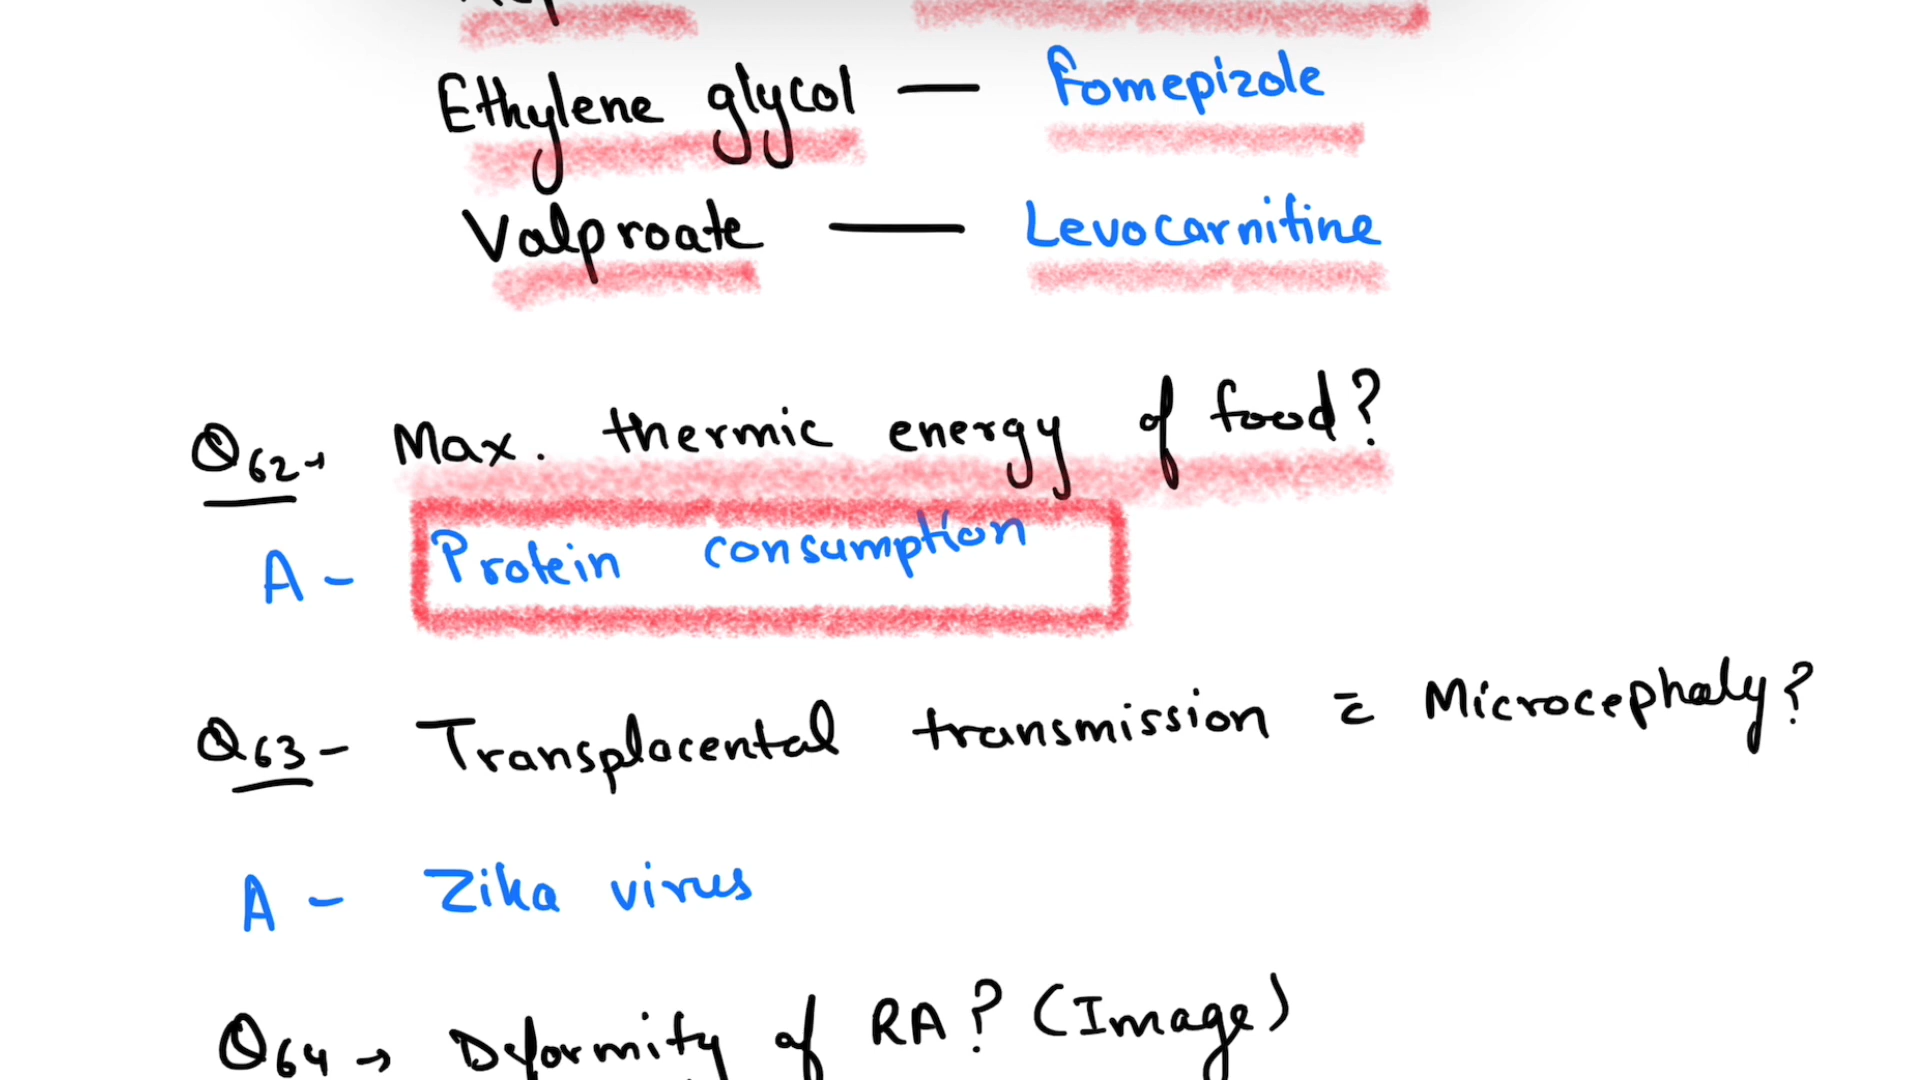 Ethylene glycol — Fomepizole
Valproate — Levocarnitine
Q62→ Max. thermic energy of food?
A - Protein consumption
Q63 - Transplacental transmission c̄ Microcephaly?
A - Zika virus
Q64 → Deformity of RA? (Image)